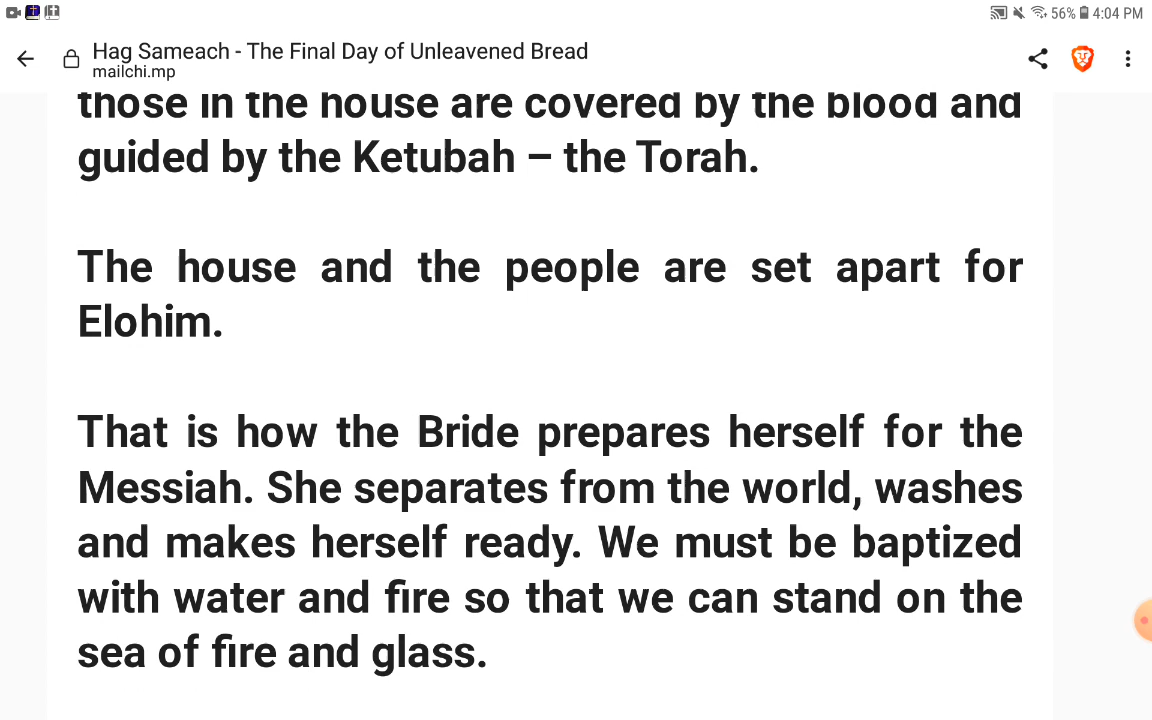 56% 4:04 PM
Hag Sameach - The Final Day of Unleavened Bread
mailchi.mp
those in the house are covered by the blood and
guided by the Ketubah – the Torah.
The house and the people are set apart for
Elohim.
That is how the Bride prepares herself for the
Messiah. She separates from the world, washes
and makes herself ready. We must be baptized
with water and fire so that we can stand on the
sea of fire and glass.